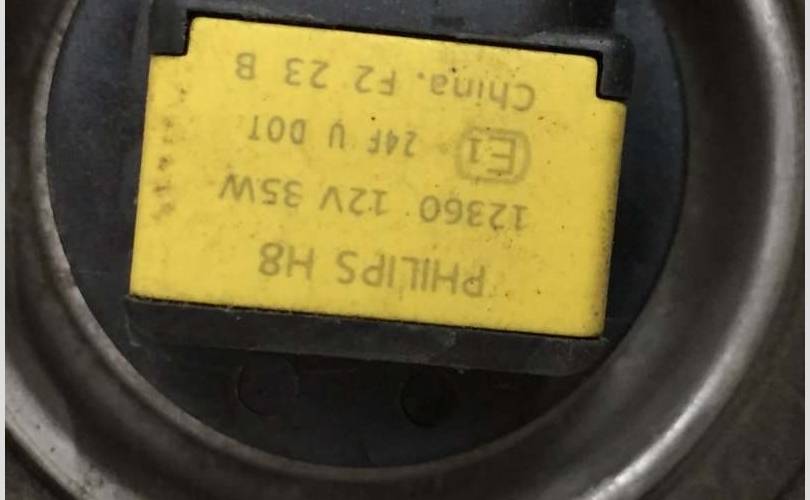 PHILIPS H8
12360 12V 35W
E1 24F U DOT
China. F2 23 B